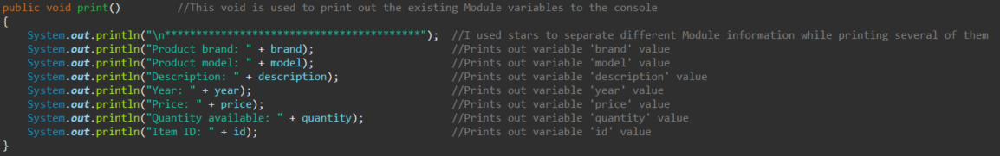 public void print()          //This void is used to print out the existing Module variables to the console
{
    System.out.println("\n*****************************************");  //I used stars to separate different Module information while printing several of them
    System.out.println("Product brand: " + brand);                      //Prints out variable 'brand' value
    System.out.println("Product model: " + model);                      //Prints out variable 'model' value
    System.out.println("Description: " + description);                  //Prints out variable 'description' value
    System.out.println("Year: " + year);                                //Prints out variable 'year' value
    System.out.println("Price: " + price);                              //Prints out variable 'price' value
    System.out.println("Quantity available: " + quantity);              //Prints out variable 'quantity' value
    System.out.println("Item ID: " + id);                               //Prints out variable 'id' value
}